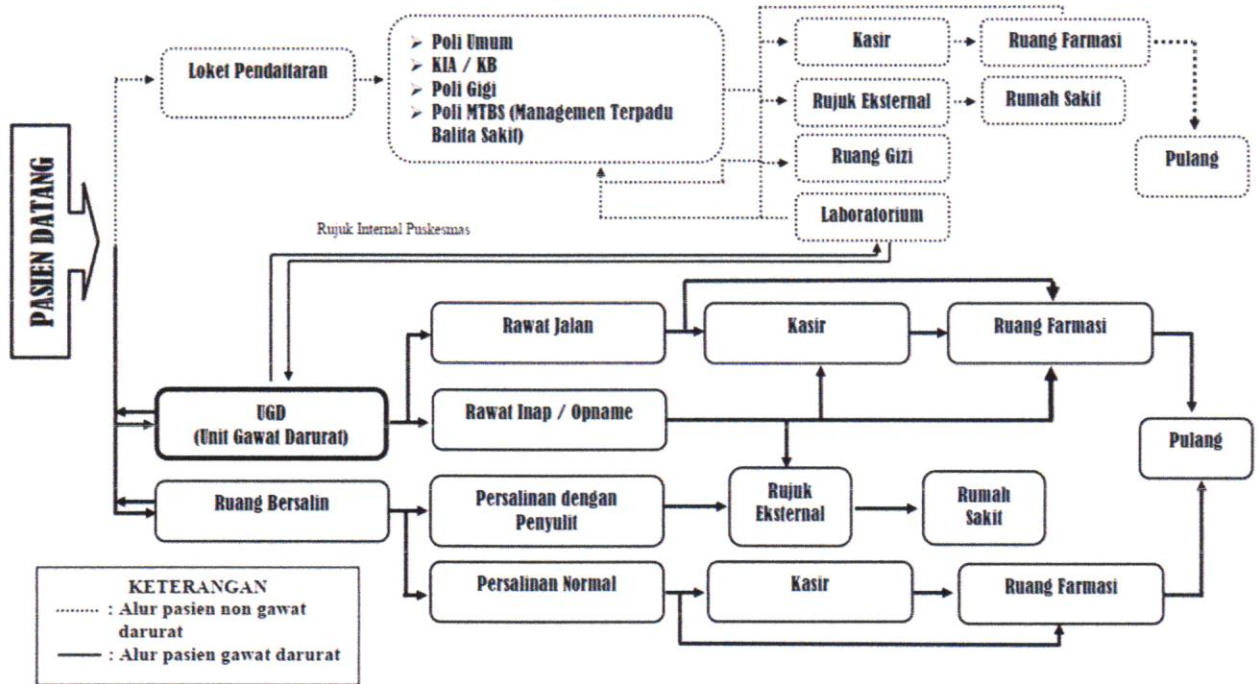 PASIEN DATANG
Loket Pendaftaran
➢ Poli Umum
➢ KIA / KB
➢ Poli Gigi
➢ Poli MTBS (Managemen Terpadu
Balita Sakit)
Kasir
Ruang Farmasi
Rujuk Eksternal
Rumah Sakit
Ruang Gizi
Pulang
Laboratorium
Rujuk Internal Puskesmas
Rawat Jalan
Kasir
Ruang Farmasi
UGD
(Unit Gawat Darurat)
Rawat Inap / Opname
Pulang
Ruang Bersalin
Persalinan dengan
Penyulit
Rujuk
Eksternal
Rumah
Sakit
Persalinan Normal
Kasir
Ruang Farmasi
KETERANGAN
: Alur pasien non gawat
darurat
: Alur pasien gawat darurat